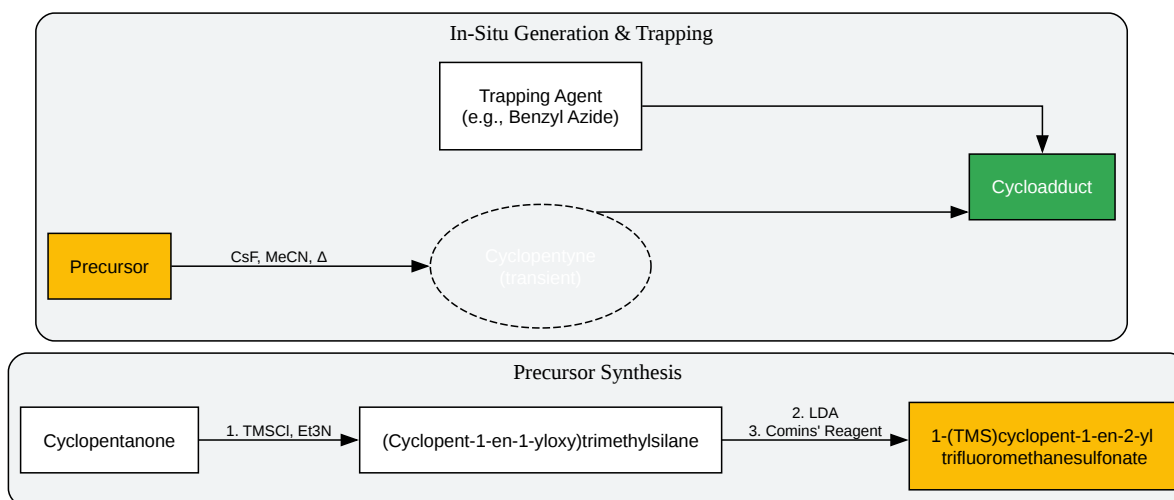 In-Situ Generation & Trapping
Trapping Agent
(e.g., Benzyl Azide)
Cycloadduct
Precursor
CsF, MeCN, Δ
Cyclopentyne
(transient)
Precursor Synthesis
Cyclopentanone
1. TMSCl, Et3N
(Cyclopent-1-en-1-yloxy)trimethylsilane
2. LDA
3. Comins' Reagent
1-(TMS)cyclopent-1-en-2-yl
trifluoromethanesulfonate